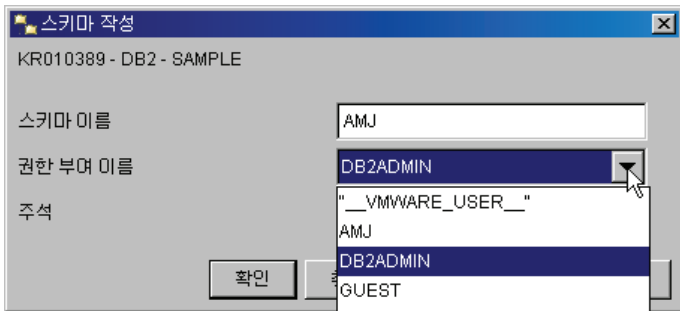 스키마 작성
KR010389 - DB2 - SAMPLE
스키마 이름
AMJ
권한 부여 이름
DB2ADMIN
주석
"__VMWARE_USER__"
AMJ
DB2ADMIN
GUEST
확인